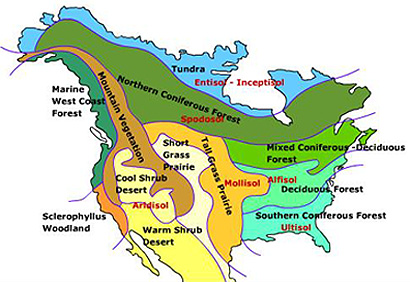 Tundra
Entisol - Inceptisol
Northern Coniferous Forest
Spodosol
Marine
West Coast
Forest
Mountain Vegetation
Short
Grass
Prairie
Tall Grass Prairie
Mixed Coniferous -Deciduous
Forest
Mollisol
Alfisol
Deciduous Forest
Cool Shrub
Desert
Aridisol
Sclerophyllus
Woodland
Warm Shrub
Desert
Southern Coniferous Forest
Ultisol